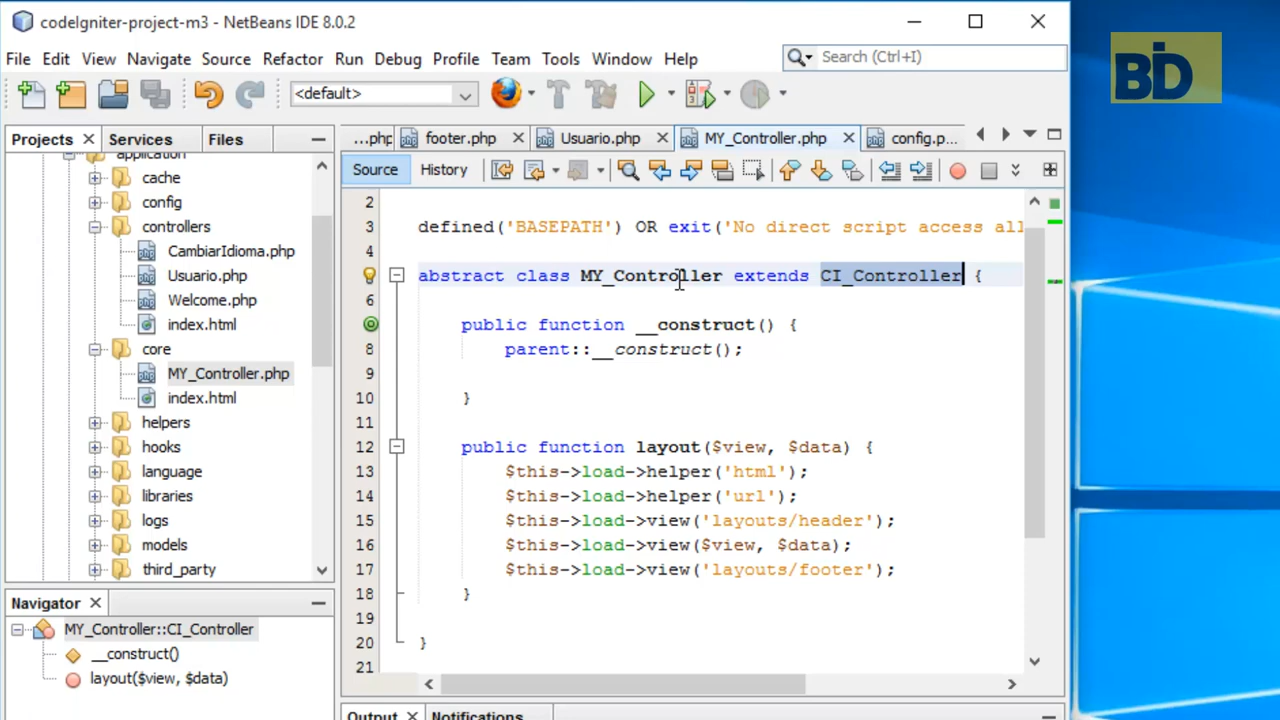 codeIgniter-project-m3 - NetBeans IDE 8.0.2
File Edit View Navigate Source Refactor Run Debug Profile Team Tools Window Help
Search (Ctrl+I)
BID
<default>
Projects Services Files
...php footer.php Usuario.php MY_Controller.php config.p...
Source History
application
cache
config
controllers
CambiarIdioma.php
Usuario.php
Welcome.php
index.html
core
MY_Controller.php
index.html
helpers
hooks
language
libraries
logs
models
third_party
2
3 defined('BASEPATH') OR exit('No direct script access all
4
abstract class MY_Controller extends CI_Controller {
6
public function __construct() {
8 parent::__construct();
9
10 }
11
12 public function layout($view, $data) {
13 $this->load->helper('html');
14 $this->load->helper('url');
15 $this->load->view('layouts/header');
16 $this->load->view($view, $data);
17 $this->load->view('layouts/footer');
18 }
19
20 }
21
Navigator
MY_Controller::CI_Controller
__construct()
layout($view, $data)
Output Notifications